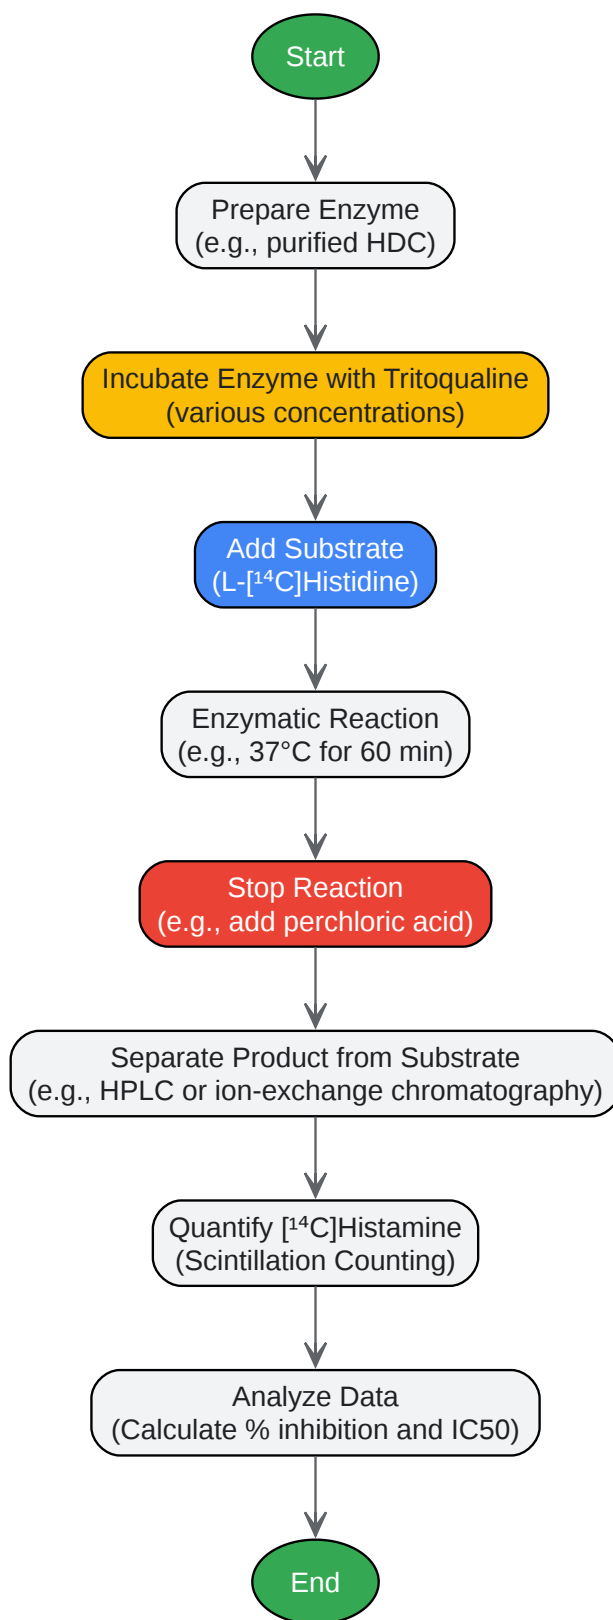 Start
Prepare Enzyme
(e.g., purified HDC)
Incubate Enzyme with Tritoqualine
(various concentrations)
Add Substrate
(L-[¹⁴C]Histidine)
Enzymatic Reaction
(e.g., 37°C for 60 min)
Stop Reaction
(e.g., add perchloric acid)
Separate Product from Substrate
(e.g., HPLC or ion-exchange chromatography)
Quantify [¹⁴C]Histamine
(Scintillation Counting)
Analyze Data
(Calculate % inhibition and IC50)
End